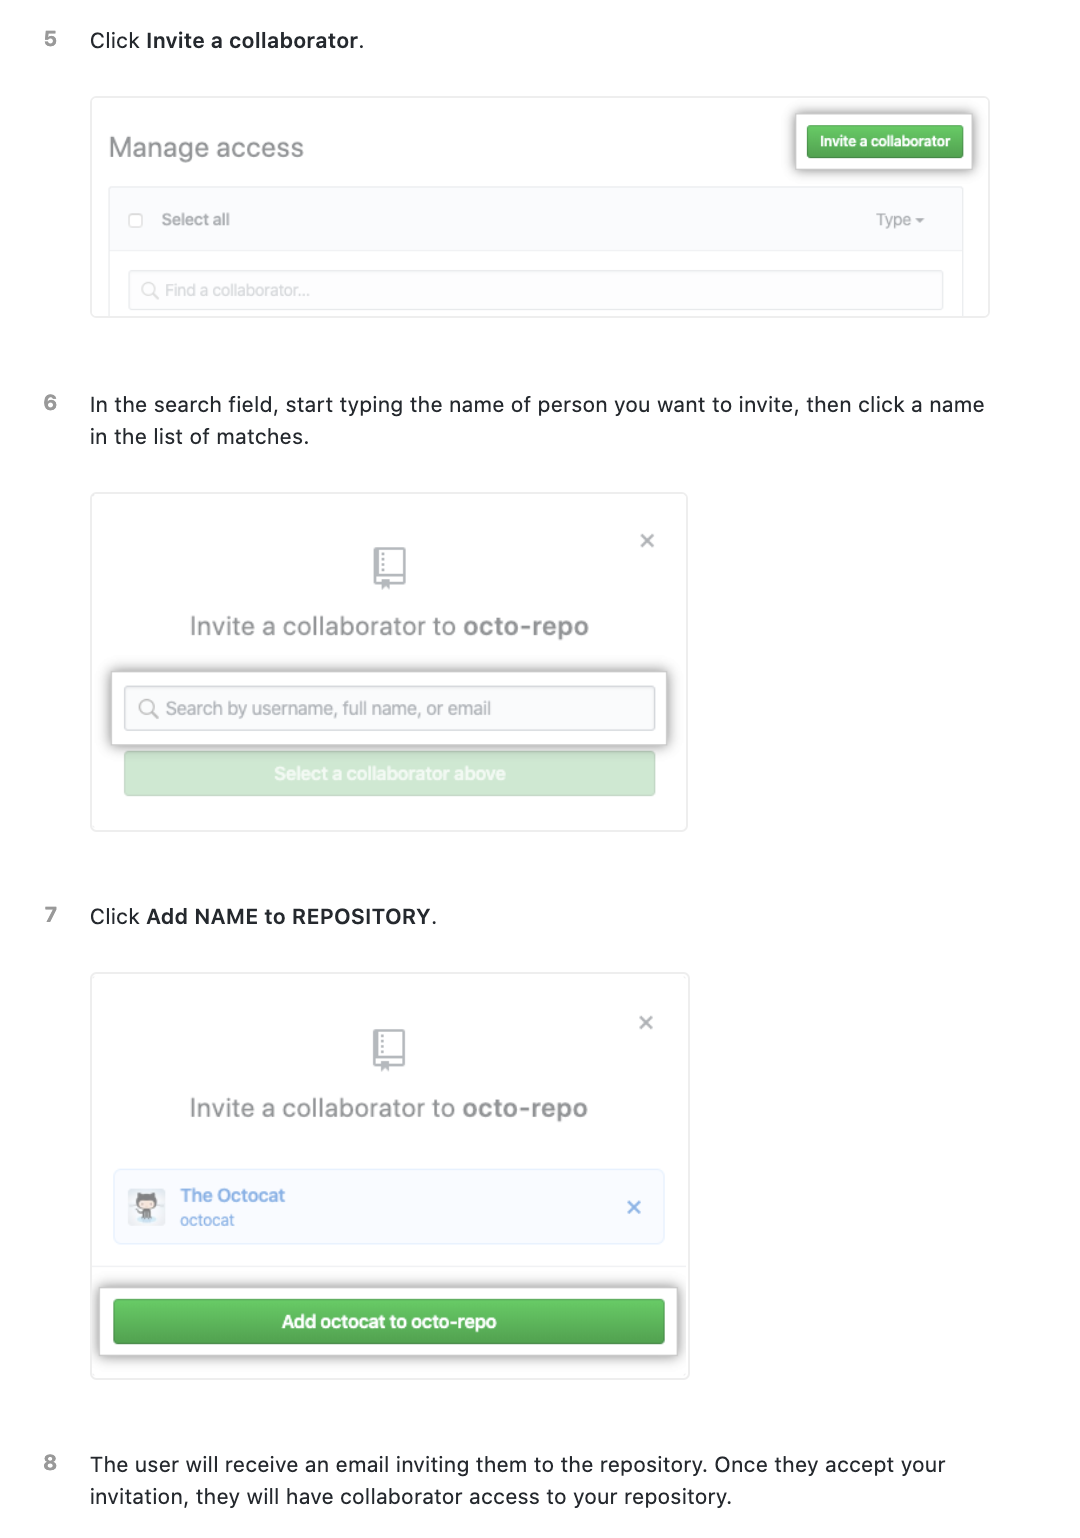 5 Click Invite a collaborator.
Manage access
Invite a collaborator
Select all Type
Find a collaborator...
6 In the search field, start typing the name of person you want to invite, then click a name
in the list of matches.
Invite a collaborator to octo-repo
Search by username, full name, or email
Select a collaborator above
7 Click Add NAME to REPOSITORY.
Invite a collaborator to octo-repo
The Octocat
octocat
Add octocat to octo-repo
8 The user will receive an email inviting them to the repository. Once they accept your
invitation, they will have collaborator access to your repository.